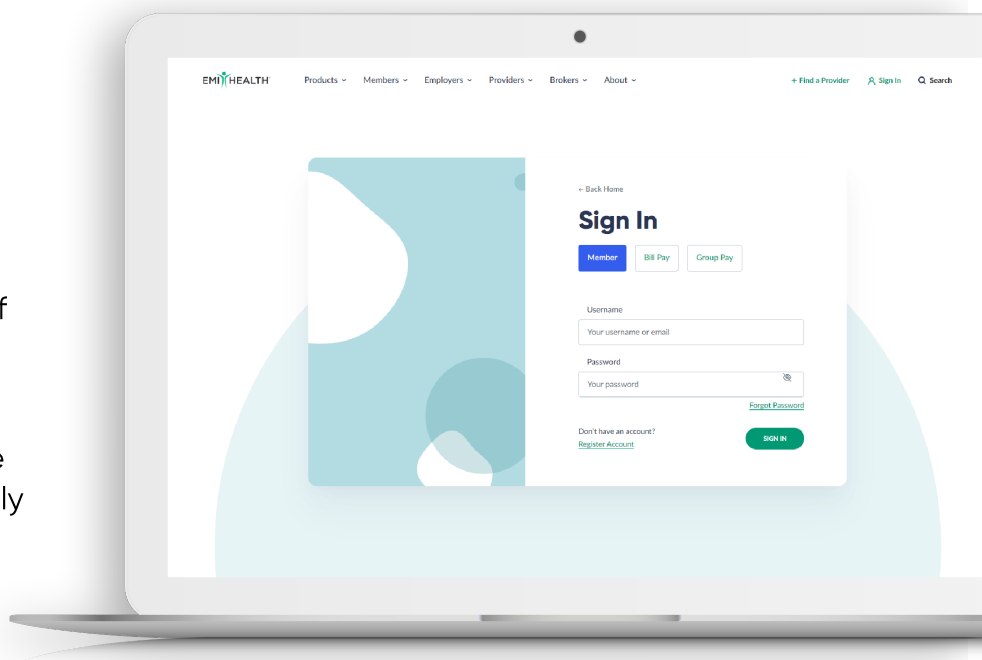 EMI HEALTH
Products Members Employers Providers Brokers About + Find a Provider Sign In Search
← Back Home
Sign In
Member Bill Pay Group Pay
Username
Your username or email
Password
Your password
Forgot Password
Don't have an account?
Register Account
SIGN IN
f
e
ly